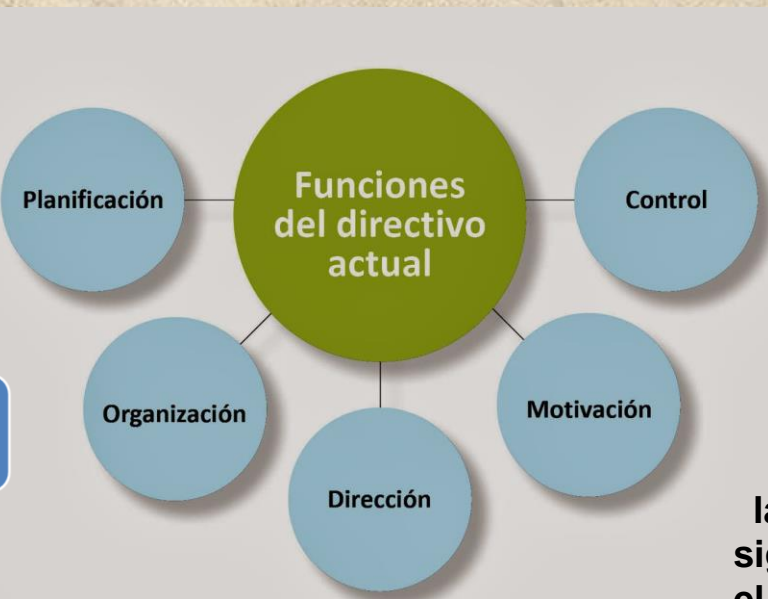 Funciones
del directivo
actual
Planificación
Control
Organización
Motivación
Dirección